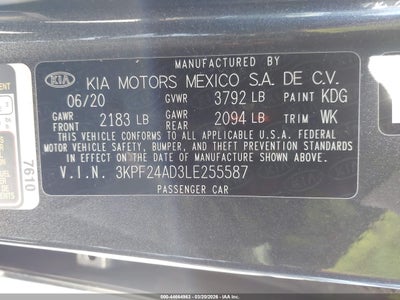 MANUFACTURED BY
KIA KIA MOTORS MEXICO S.A. DE C.V.
06/20 GVWR 3792 LB PAINT KDG
GAWR FRONT 2183 LB GAWR REAR 2094 LB TRIM WK
THIS VEHICLE CONFORMS TO ALL APPLICABLE U.S.A. FEDERAL
MOTOR VEHICLE SAFETY, BUMPER, AND THEFT PREVENTION STANDARDS
IN EFFECT ON THE DATE OF MANUFACTURE SHOWN ABOVE.
V.I.N. 3KPF24AD3LE255587
PASSENGER CAR
7610